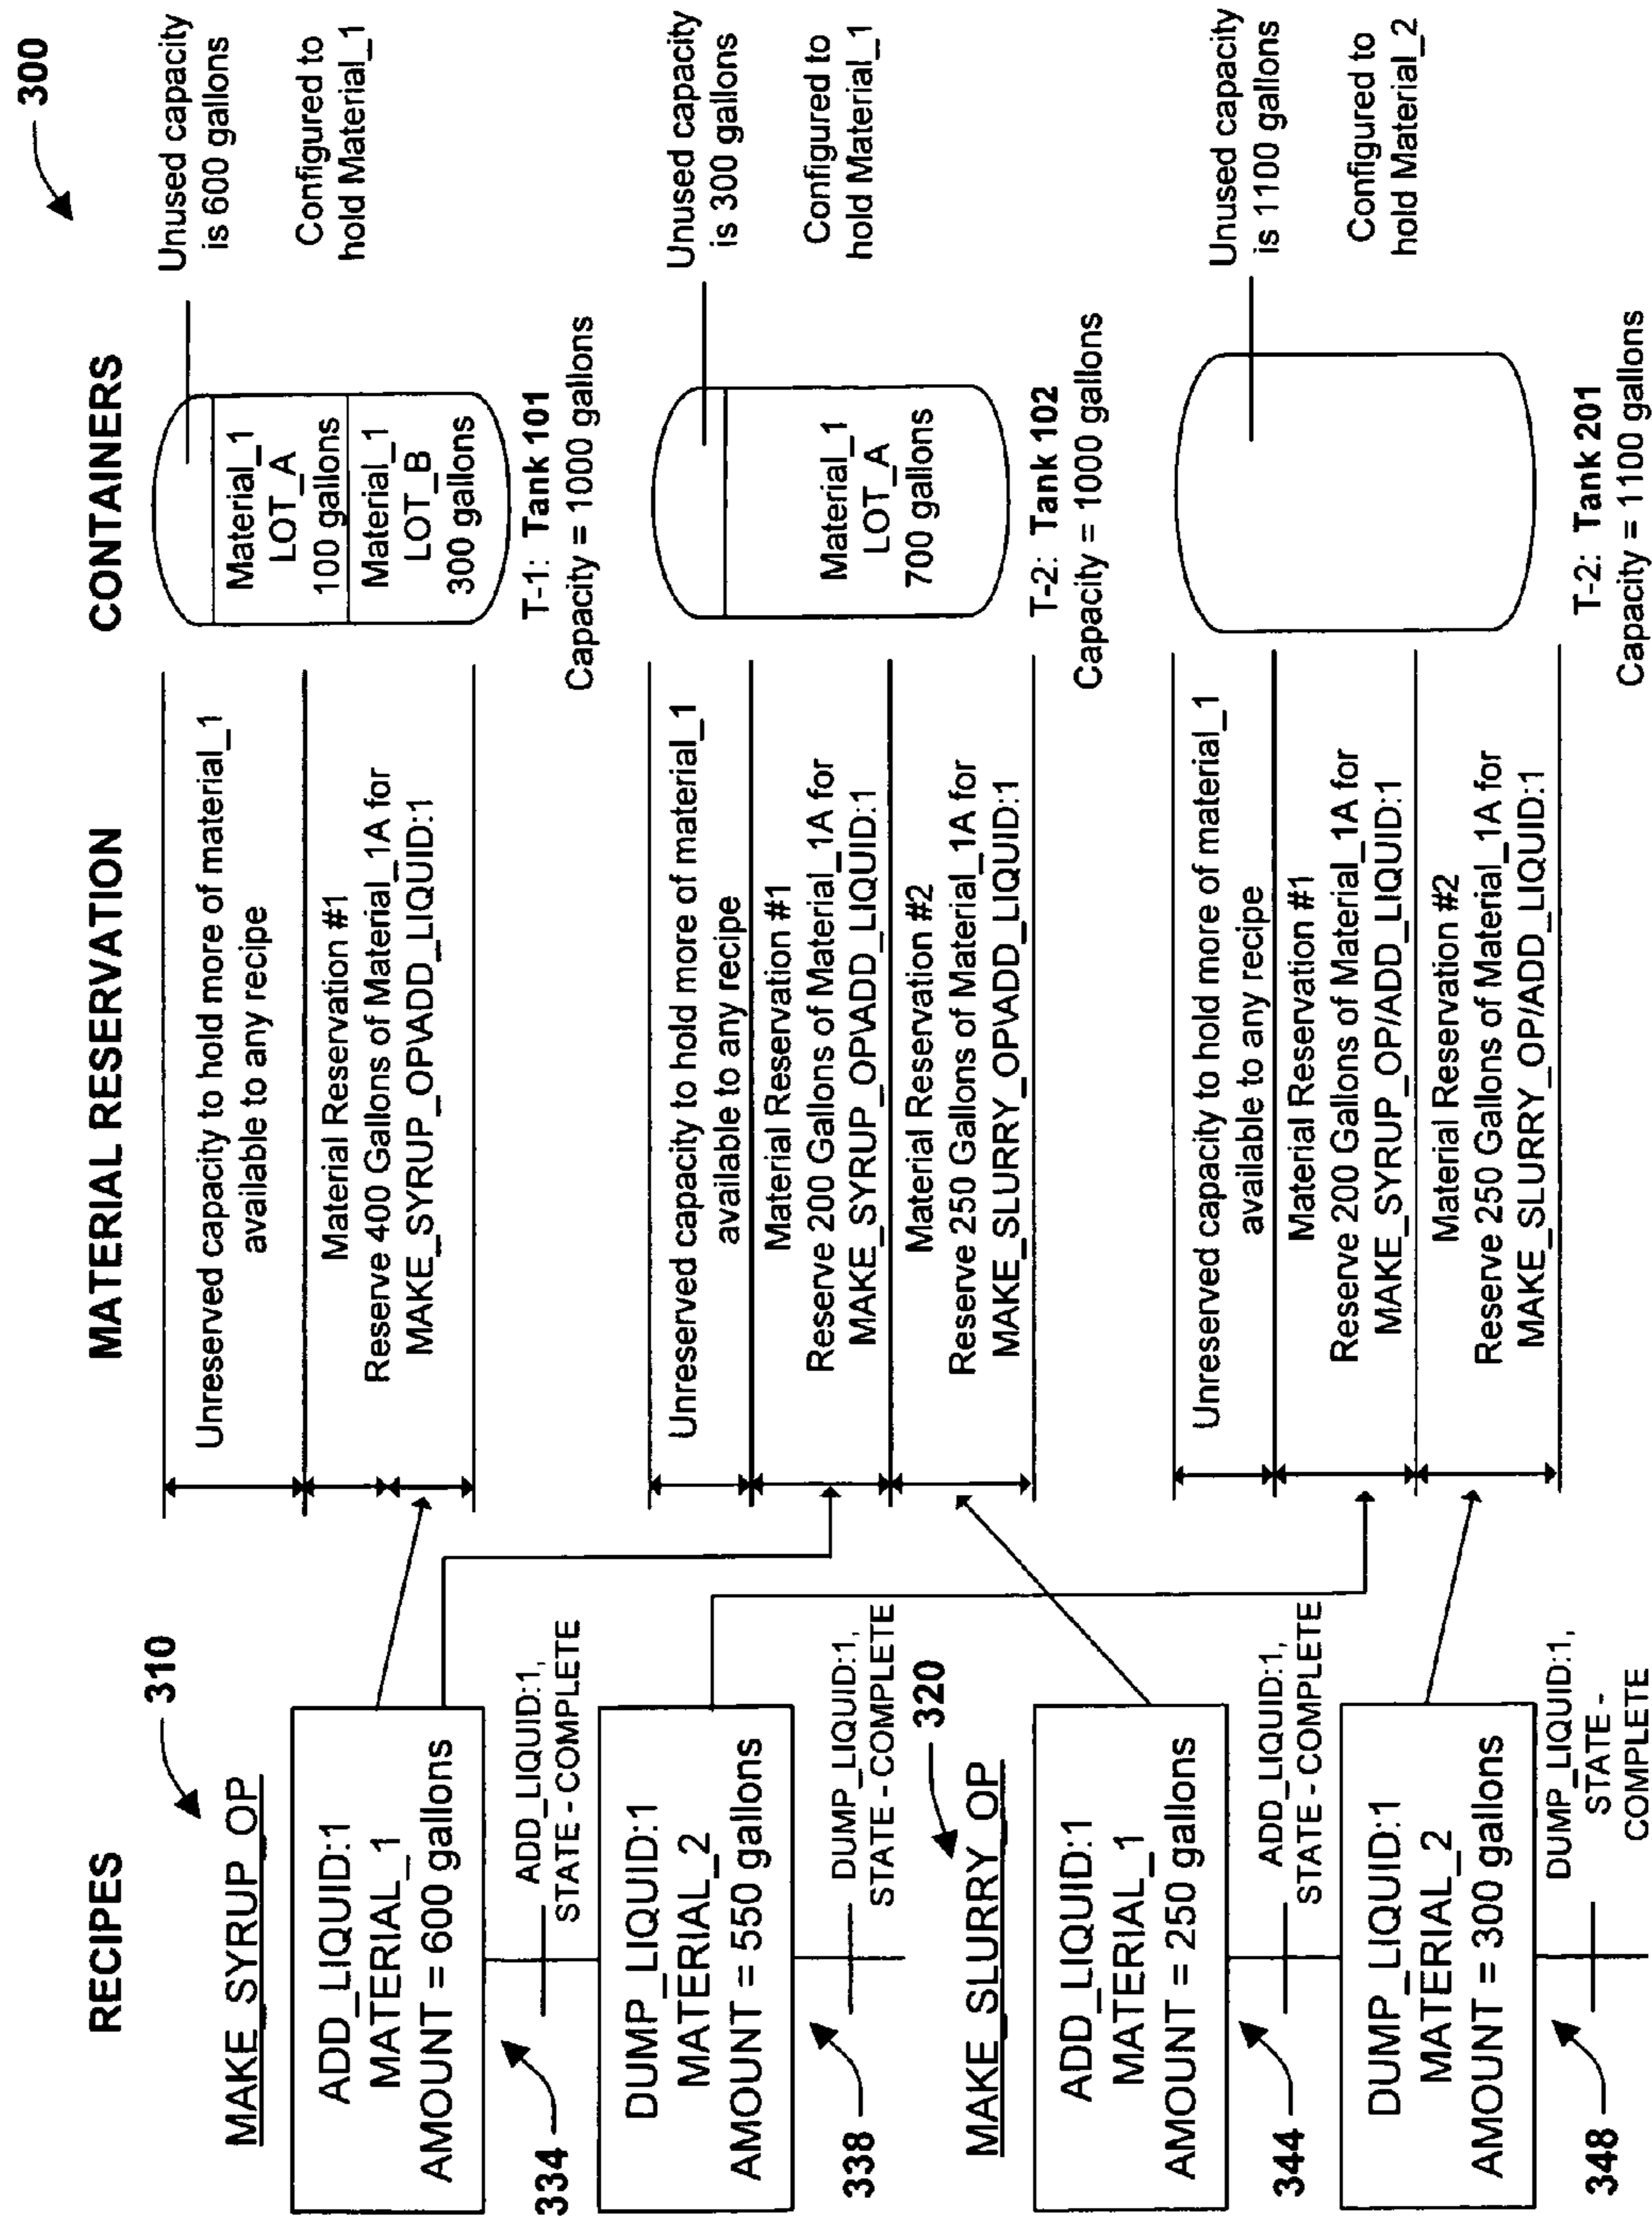 300
RECIPES
MATERIAL RESERVATION
CONTAINERS
310
MAKE_SYRUP_OP
ADD_LIQUID:1
MATERIAL_1
AMOUNT = 600 gallons
334
ADD_LIQUID:1,
STATE - COMPLETE
DUMP_LIQUID:1
MATERIAL_2
AMOUNT = 550 gallons
338
DUMP_LIQUID:1,
STATE - COMPLETE
320
MAKE_SLURRY_OP
ADD_LIQUID:1
MATERIAL_1
AMOUNT = 250 gallons
344
ADD_LIQUID:1,
STATE - COMPLETE
DUMP_LIQUID:1
MATERIAL_2
AMOUNT = 300 gallons
348
DUMP_LIQUID:1,
STATE -
COMPLETE
Unreserved capacity to hold more of material_1
available to any recipe
Material Reservation #1
Reserve 400 Gallons of Material_1A for
MAKE_SYRUP_OPVADD_LIQUID:1
Unreserved capacity to hold more of material_1
available to any recipe
Material Reservation #1
Reserve 200 Gallons of Material_1A for
MAKE_SYRUP_OPVADD_LIQUID:1
Material Reservation #2
Reserve 250 Gallons of Material_1A for
MAKE_SLURRY_OPVADD_LIQUID:1
Unreserved capacity to hold more of material_1
available to any recipe
Material Reservation #1
Reserve 200 Gallons of Material_1A for
MAKE_SYRUP_OP/ADD_LIQUID:1
Material Reservation #2
Reserve 250 Gallons of Material_1A for
MAKE_SLURRY_OP/ADD_LIQUID:1
Material_1
LOT_A
100 gallons
Material_1
LOT_B
300 gallons
T-1: Tank 101
Capacity = 1000 gallons
Unused capacity
is 600 gallons
Configured to
hold Material_1
Material_1
LOT_A
700 gallons
T-2: Tank 102
Capacity = 1000 gallons
Unused capacity
is 300 gallons
Configured to
hold Material_1
T-2: Tank 201
Capacity = 1100 gallons
Unused capacity
is 1100 gallons
Configured to
hold Material_2